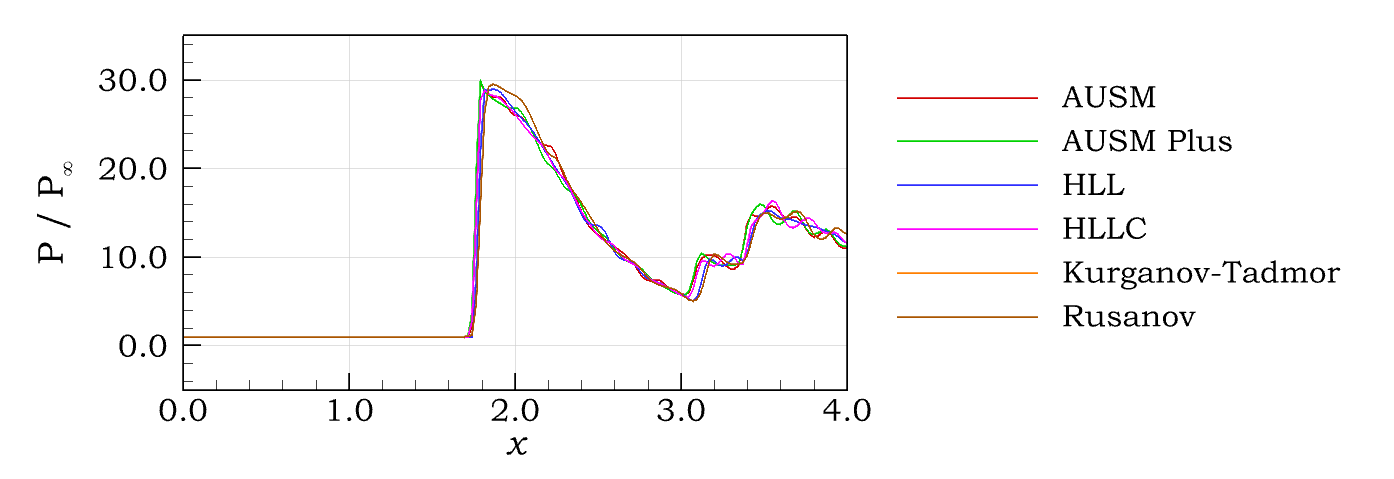 P / P∞
30.0
20.0
10.0
0.0
0.0 1.0 2.0 3.0 4.0
x
AUSM
AUSM Plus
HLL
HLLC
Kurganov-Tadmor
Rusanov